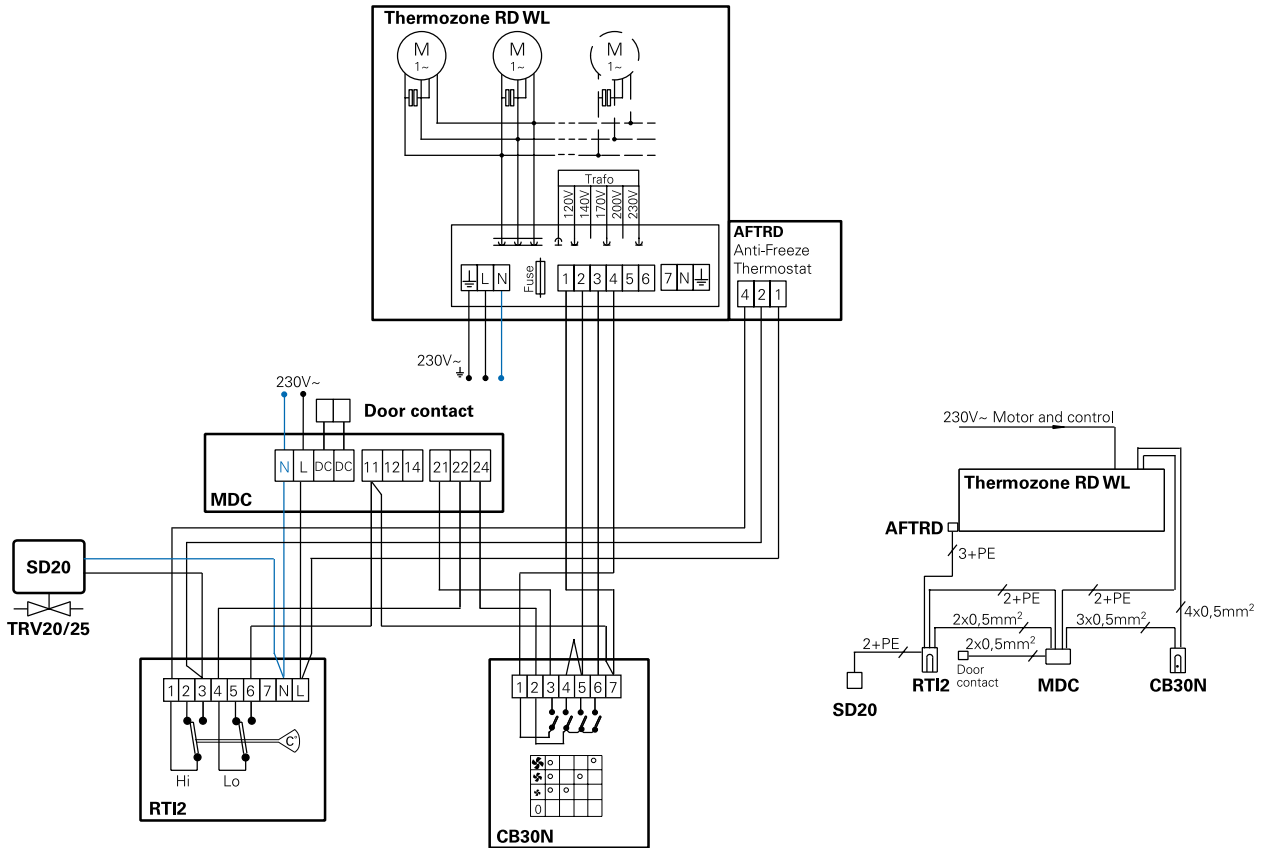 Thermozone RD WL
M
1~
M
1~
M
1~
Trafo
120V
140V
170V
200V
230V
L N
Fuse
1 2 3 4 5 6
7 N
AFTRD
Anti-Freeze
Thermostat
4 2 1
230V~
230V~
Door contact
N L DC DC
11 12 14
21 22 24
MDC
SD20
TRV20/25
1 2 3 4 5 6 7 N L
C°
Hi
Lo
RTI2
1 2 3 4 5 6 7
0
CB30N
230V~ Motor and control
Thermozone RD WL
AFTRD
3+PE
2+PE
2+PE
4x0,5mm²
2x0,5mm²
3x0,5mm²
2+PE
2x0,5mm²
Door
contact
RTI2
MDC
CB30N
SD20